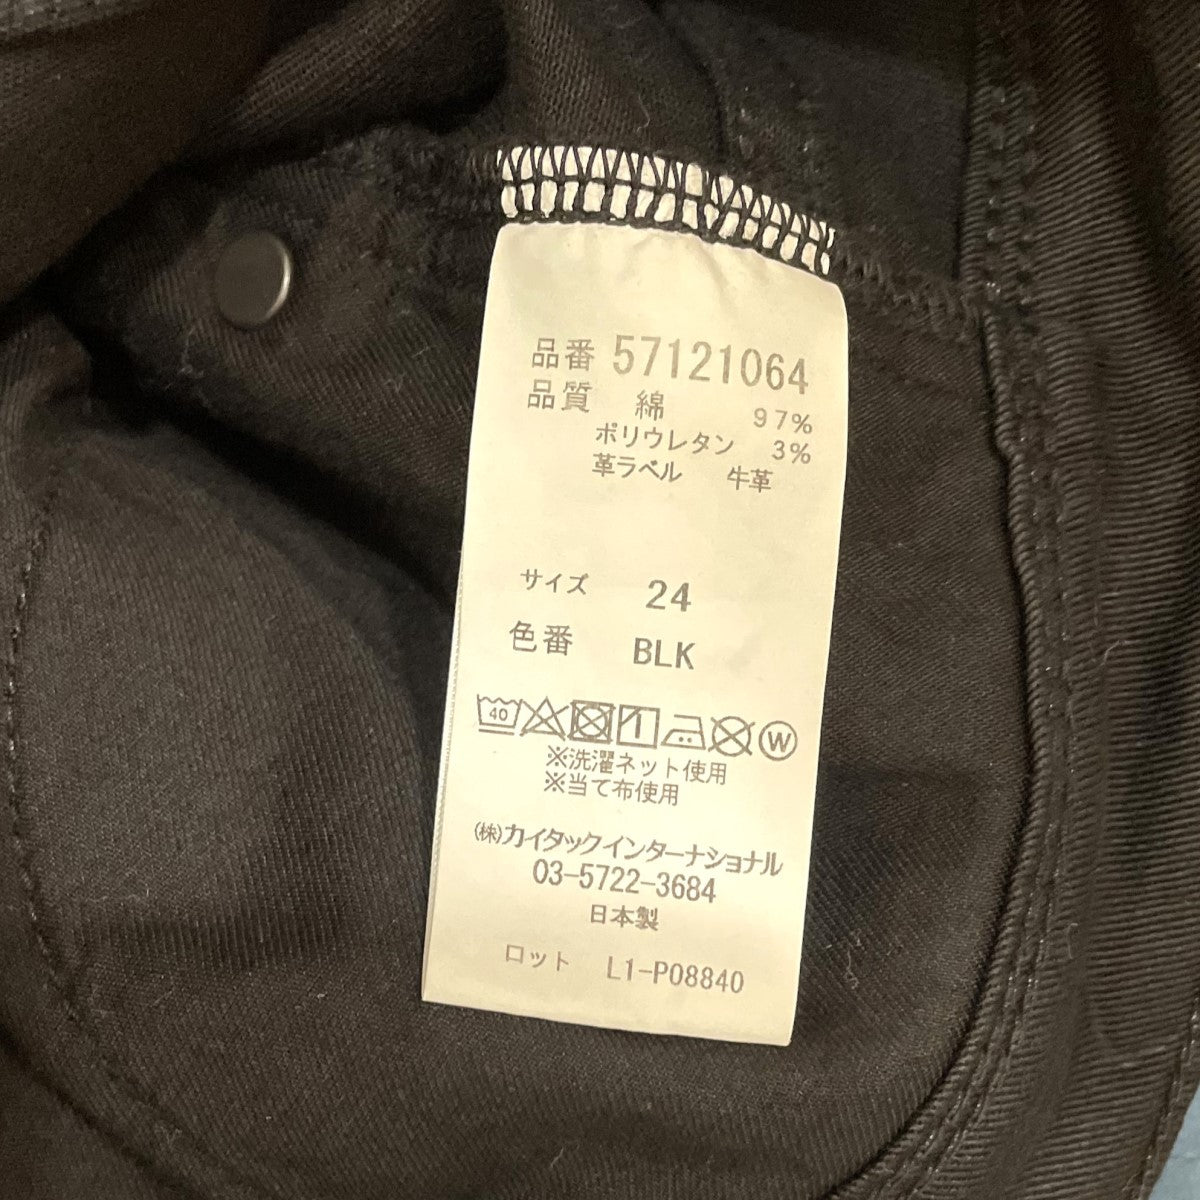 品番 57121064
品質 綿 97%
ポリウレタン 3%
革ラベル 牛革
サイズ 24
色番 BLK
40 W
※洗濯ネット使用
※当て布使用
㈱カイタックインターナショナル
03-5722-3684
日本製
ロット L1-P08840